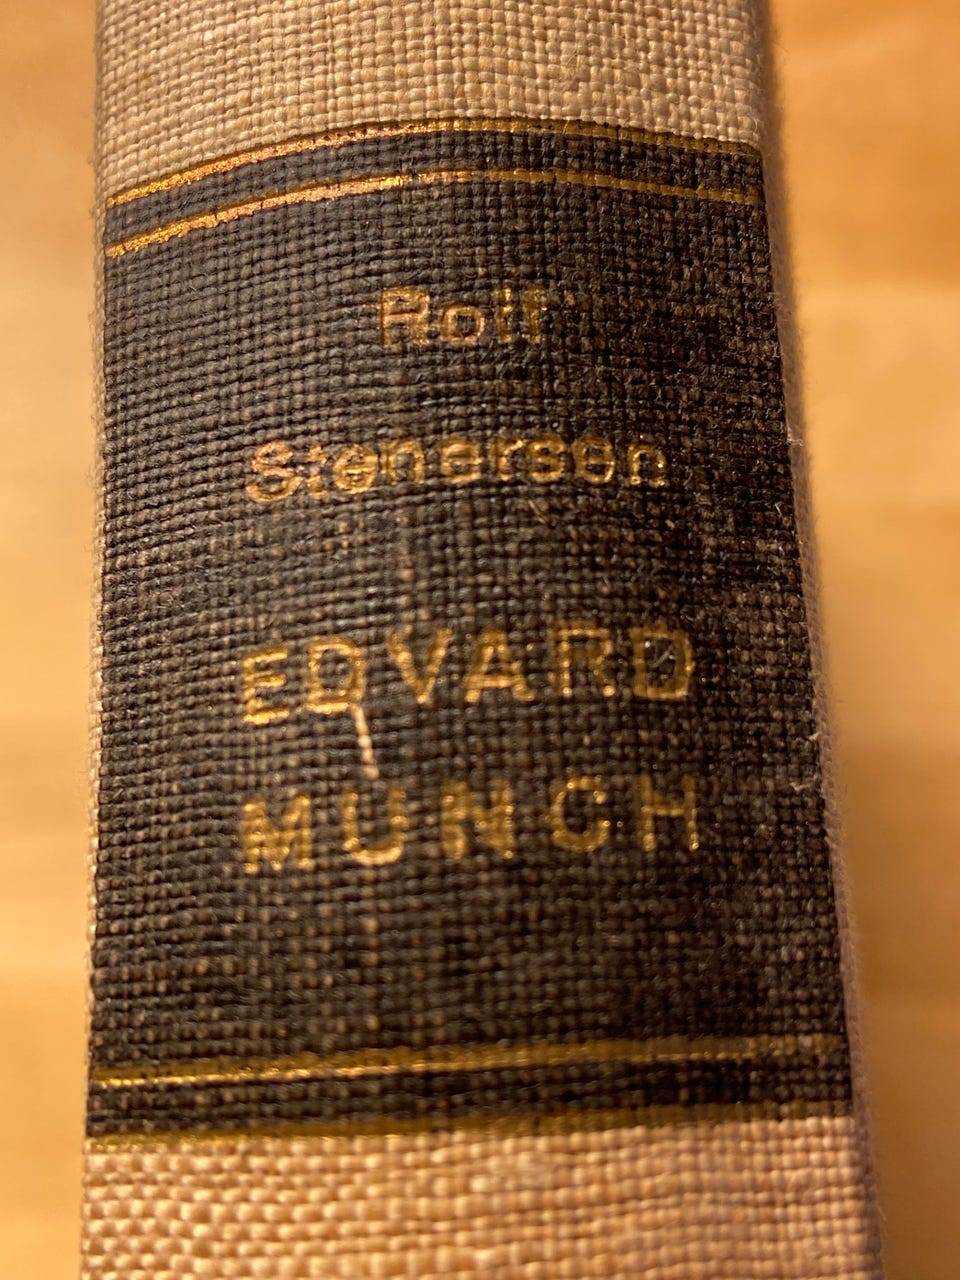 Rolf
Stenersen
EDVARD
MUNCH